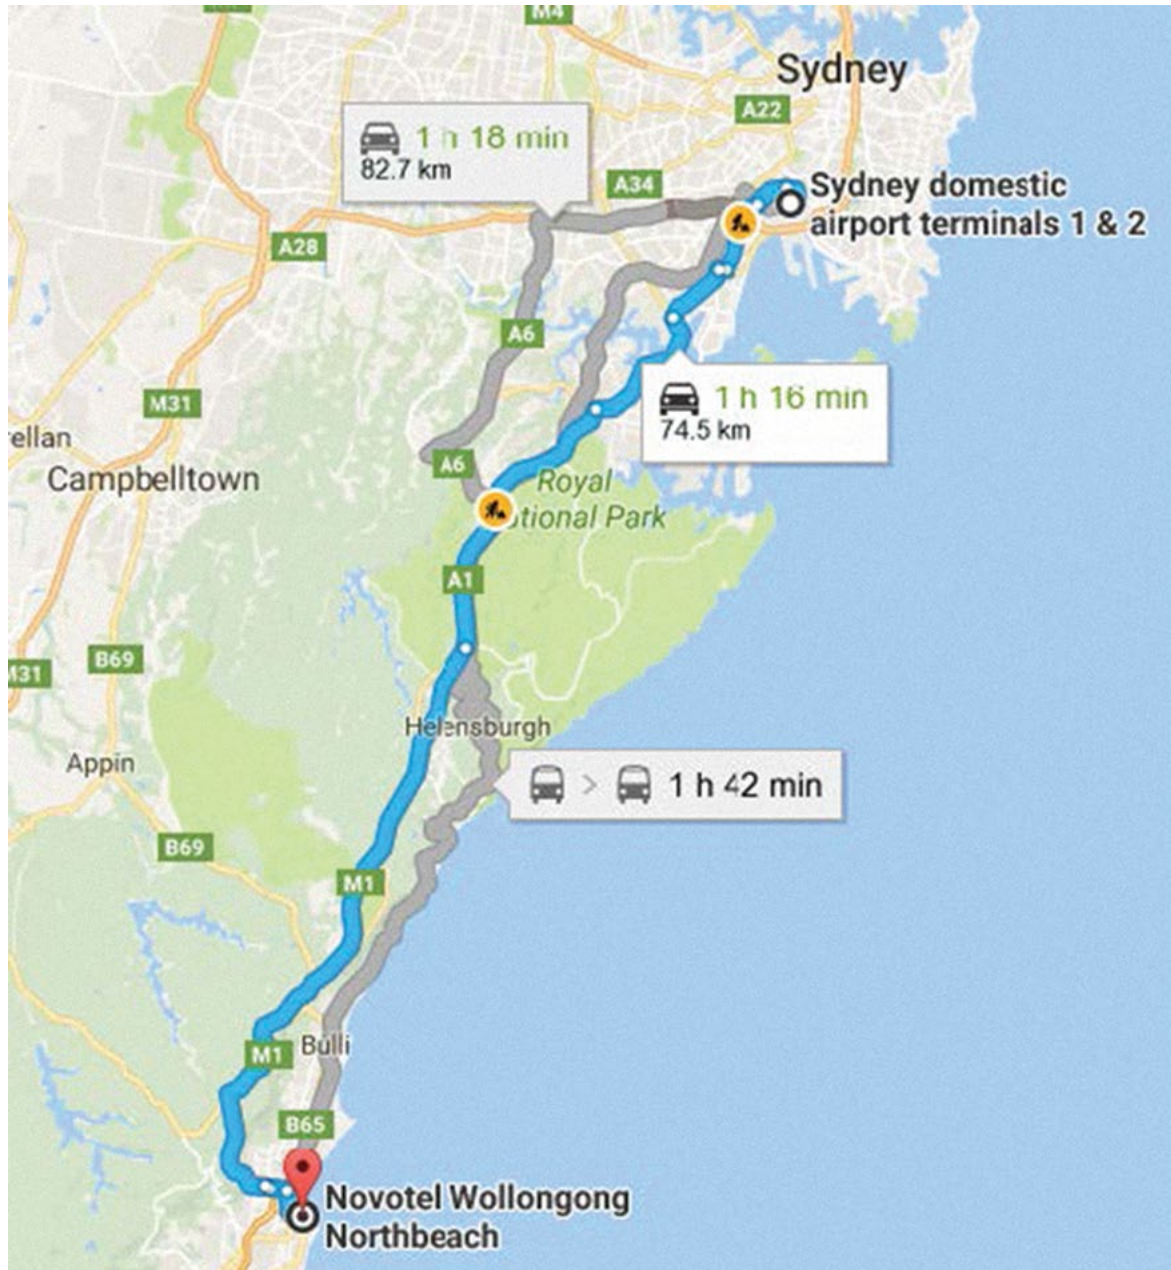 M4
Sydney
A22
1 h 18 min
82.7 km
A34
Sydney domestic
airport terminals 1 & 2
A28
A6
M31
1 h 16 min
74.5 km
rellan
A6
Campbelltown
Royal
tional Park
A1
B69
M31
Helensburgh
Appin
> 1 h 42 min
B69
M1
M1
Bulli
B65
Novotel Wollongong
Northbeach